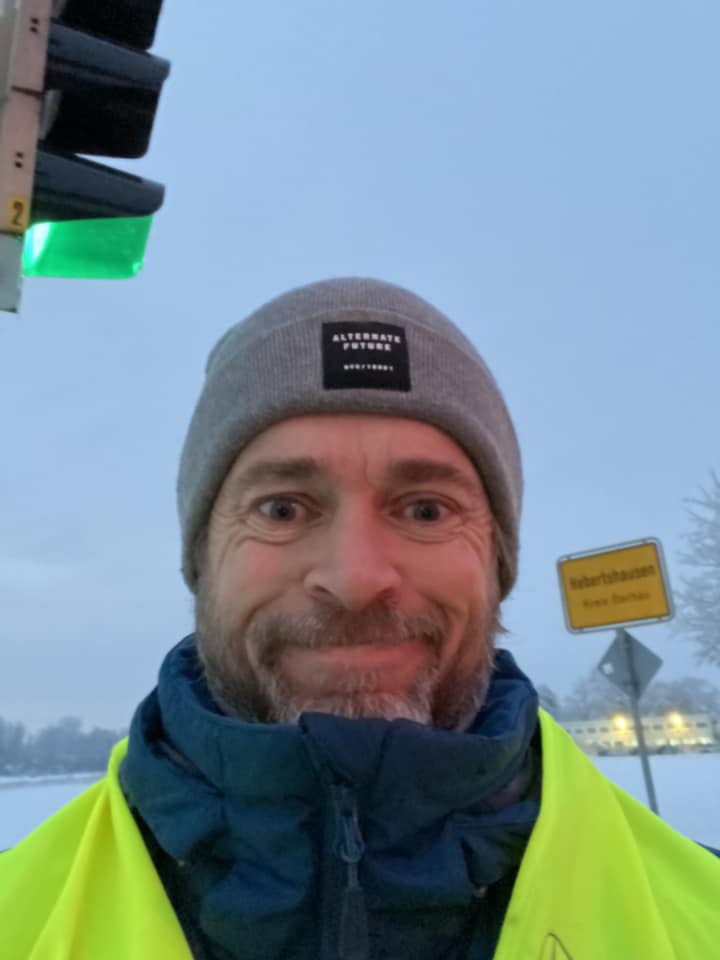 2
ALTERNATE
FUTURE
Hebertshausen
Kreis Dachau